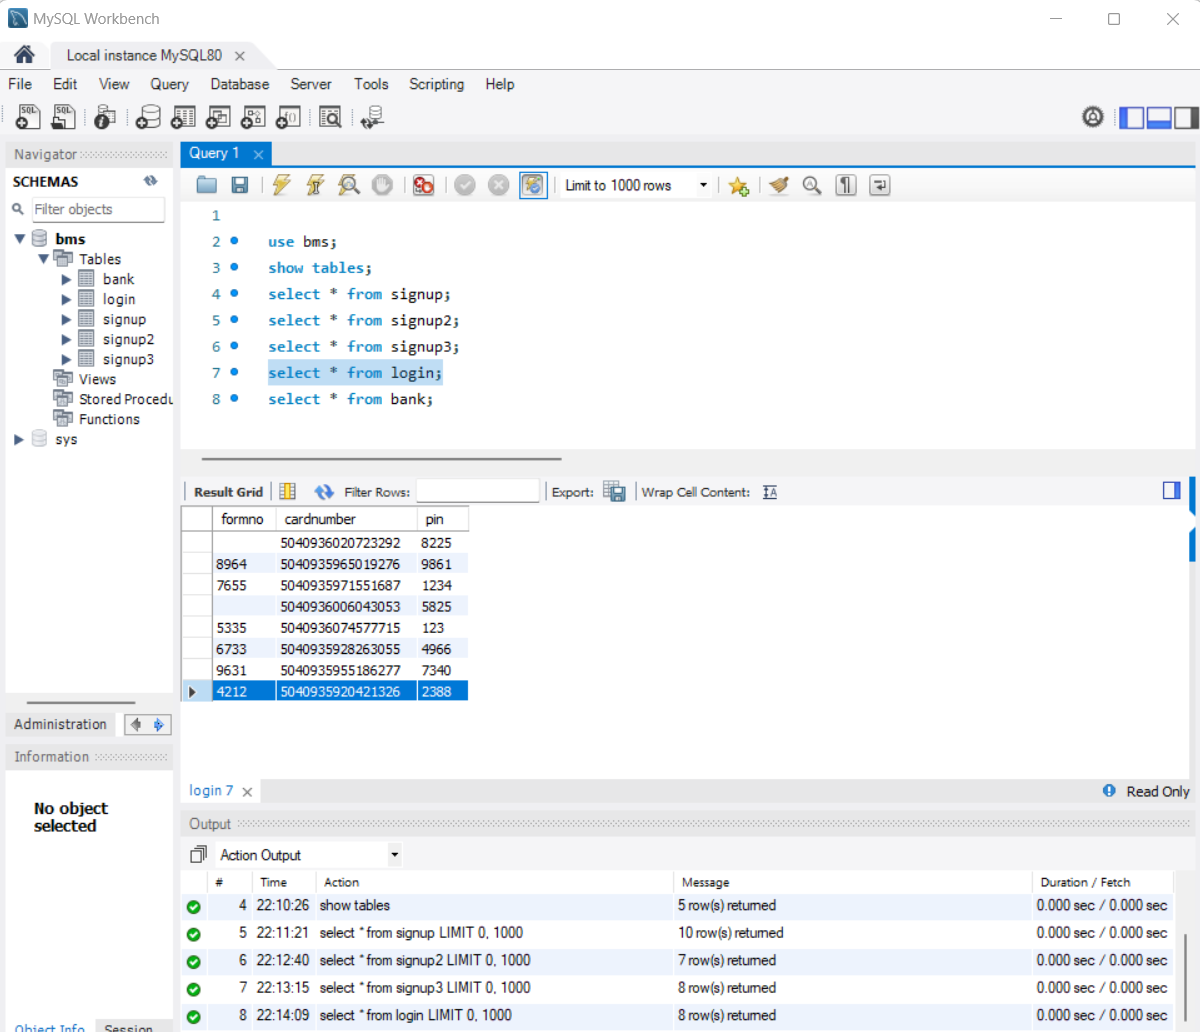 MySQL Workbench
Local instance MySQL80
File Edit View Query Database Server Tools Scripting Help
SQL SQL
Navigator
SCHEMAS
Filter objects
bms
Tables
bank
login
signup
signup2
signup3
Views
Stored Procedu
Functions
sys
Administration
Information
No object
selected
Object Info Session
Query 1
Limit to 1000 rows
1
2 use bms;
3 show tables;
4 select * from signup;
5 select * from signup2;
6 select * from signup3;
7 select * from login;
8 select * from bank;
Result Grid Filter Rows: Export: Wrap Cell Content: IA
formno cardnumber pin
5040936020723292 8225
8964 5040935965019276 9861
7655 5040935971551687 1234
5040936006043053 5825
5335 5040936074577715 123
6733 5040935928263055 4966
9631 5040935955186277 7340
4212 5040935920421326 2388
login 7 Read Only
Output
Action Output
# Time Action Message Duration / Fetch
4 22:10:26 show tables 5 row(s) returned 0.000 sec / 0.000 sec
5 22:11:21 select * from signup LIMIT 0, 1000 10 row(s) returned 0.000 sec / 0.000 sec
6 22:12:40 select * from signup2 LIMIT 0, 1000 7 row(s) returned 0.000 sec / 0.000 sec
7 22:13:15 select * from signup3 LIMIT 0, 1000 8 row(s) returned 0.000 sec / 0.000 sec
8 22:14:09 select * from login LIMIT 0, 1000 8 row(s) returned 0.000 sec / 0.000 sec